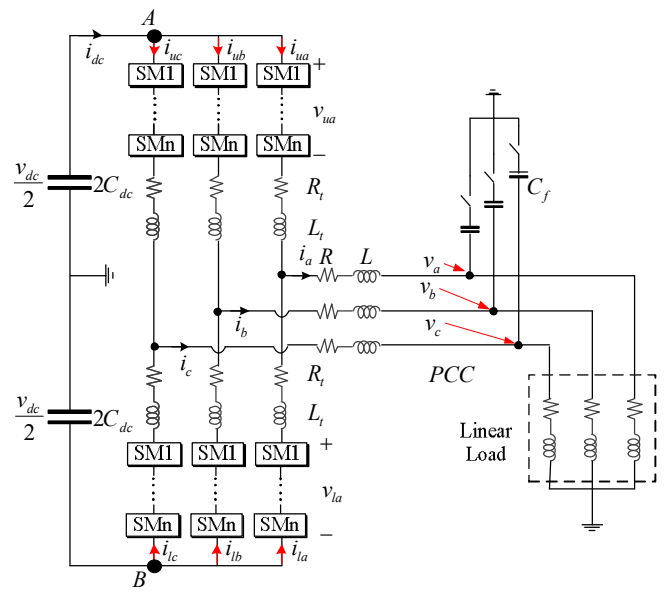 A
i_dc i_uc i_ub i_ua +
SM1 SM1 SM1
v_ua
SMn SMn SMn −
v_dc/2 2C_dc
R_t
L_t
C_f
i_a R L v_a
v_b
i_b
v_c
i_c
R_t PCC
L_t
v_dc/2 2C_dc
Linear
Load
SM1 SM1 SM1 +
v_la
SMn SMn SMn −
i_lc i_lb i_la
B